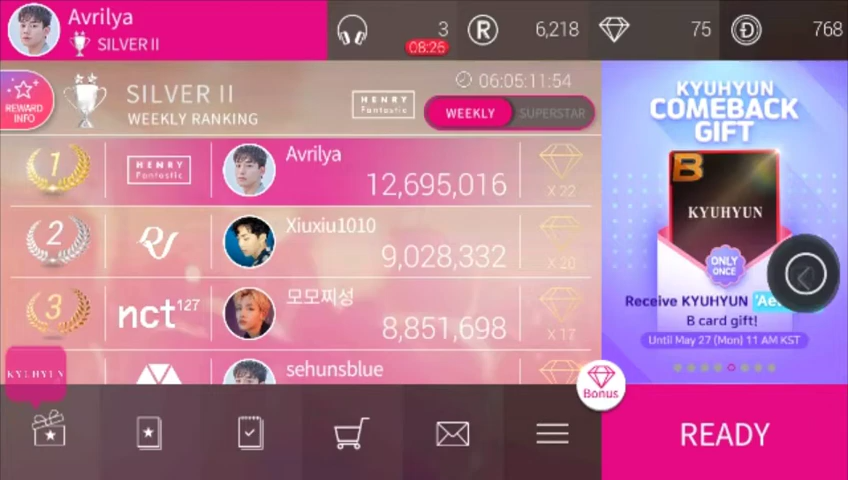 Avrilya
SILVER II
3
08:26
R
6,218
75
768
REWARD
INFO
SILVER II
WEEKLY RANKING
HENRY
Fantastic
06:05:11:54
WEEKLY
SUPERSTAR
1
HENRY
Fantastic
Avrilya
12,695,016
X 22
2
RV
Xiuxiu1010
9,028,332
X 20
3
nct 127
모모찌성
8,851,698
X 17
sehunsblue
KYUHYUN
Bonus
READY
KYUHYUN
COMEBACK
GIFT
B
KYUHYUN
ONLY
ONCE
Receive KYUHYUN 'Ae
B card gift!
Until May 27 (Mon) 11 AM KST